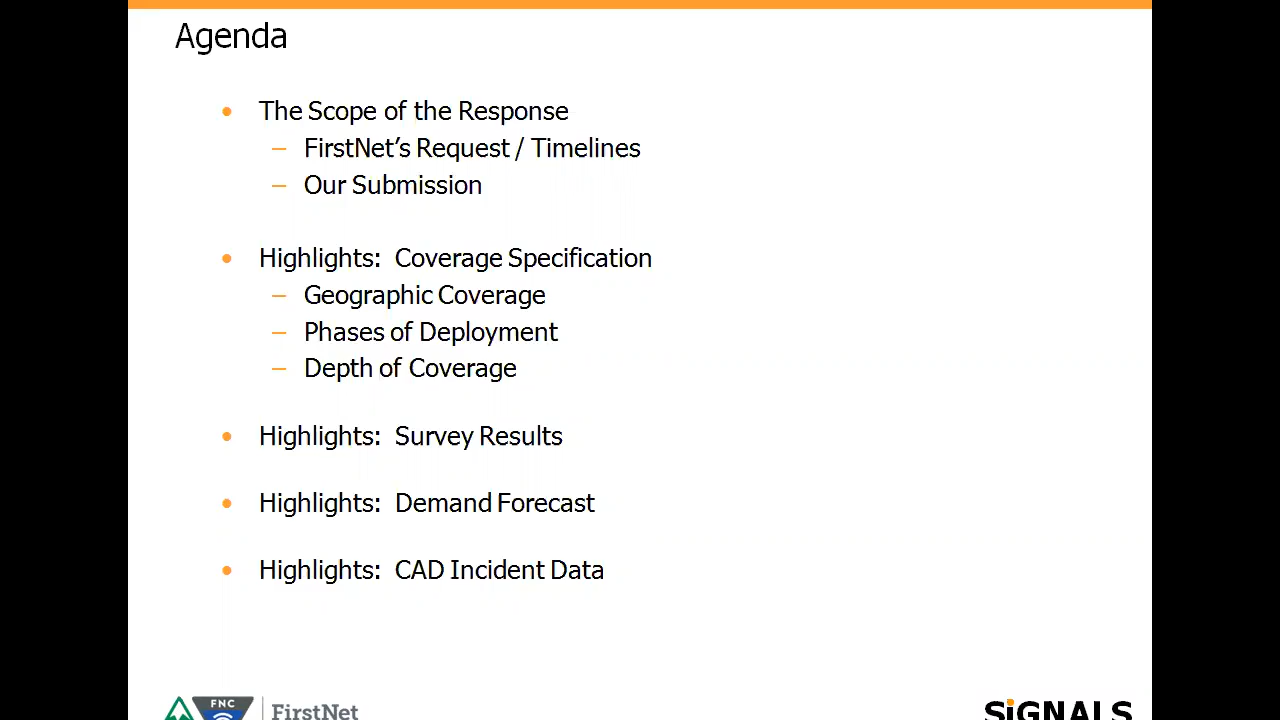 Agenda
• The Scope of the Response
– FirstNet’s Request / Timelines
– Our Submission
• Highlights:  Coverage Specification
– Geographic Coverage
– Phases of Deployment
– Depth of Coverage
• Highlights:  Survey Results
• Highlights:  Demand Forecast
• Highlights:  CAD Incident Data
FNC
FirstNet
SiGNALS